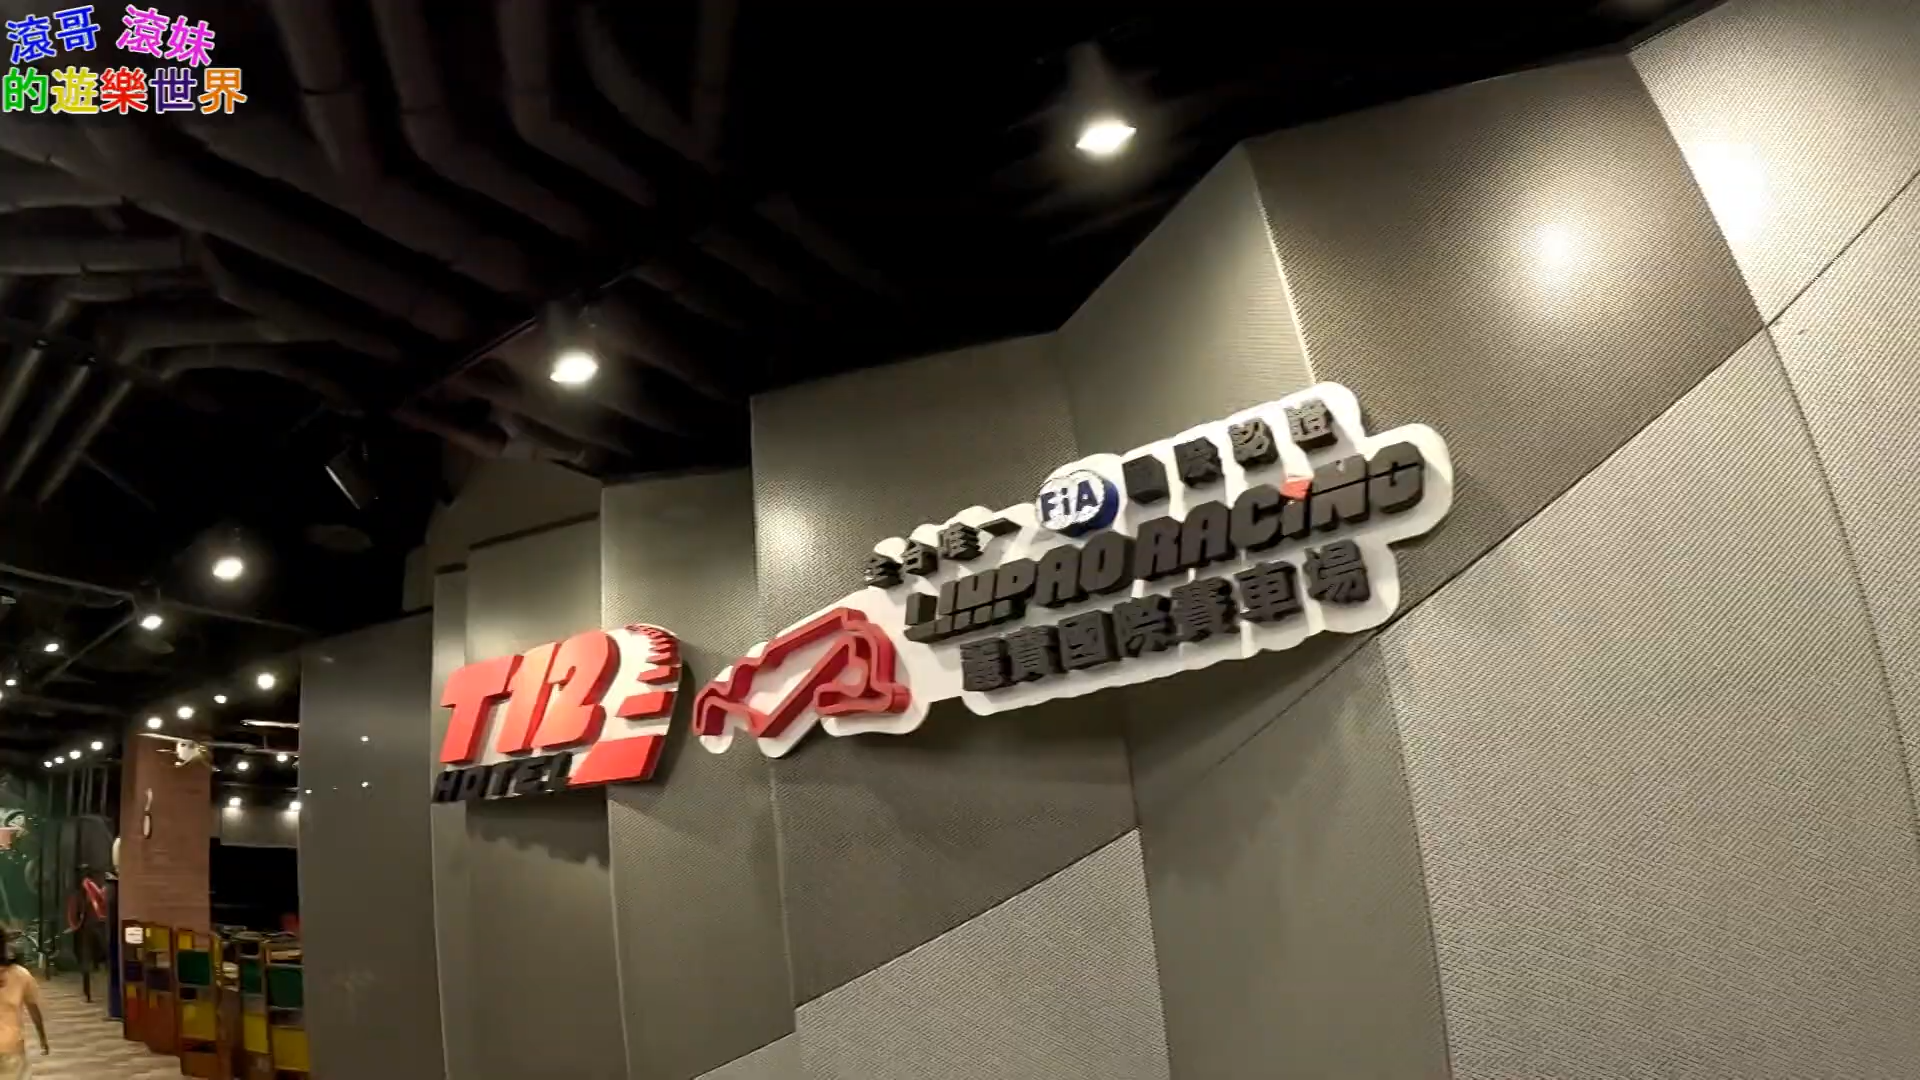 滾哥 滾妹
的遊樂世界
全台唯一 FiA 國際認證
LIHPAO RACING
麗寶國際賽車場
T12
HOTEL